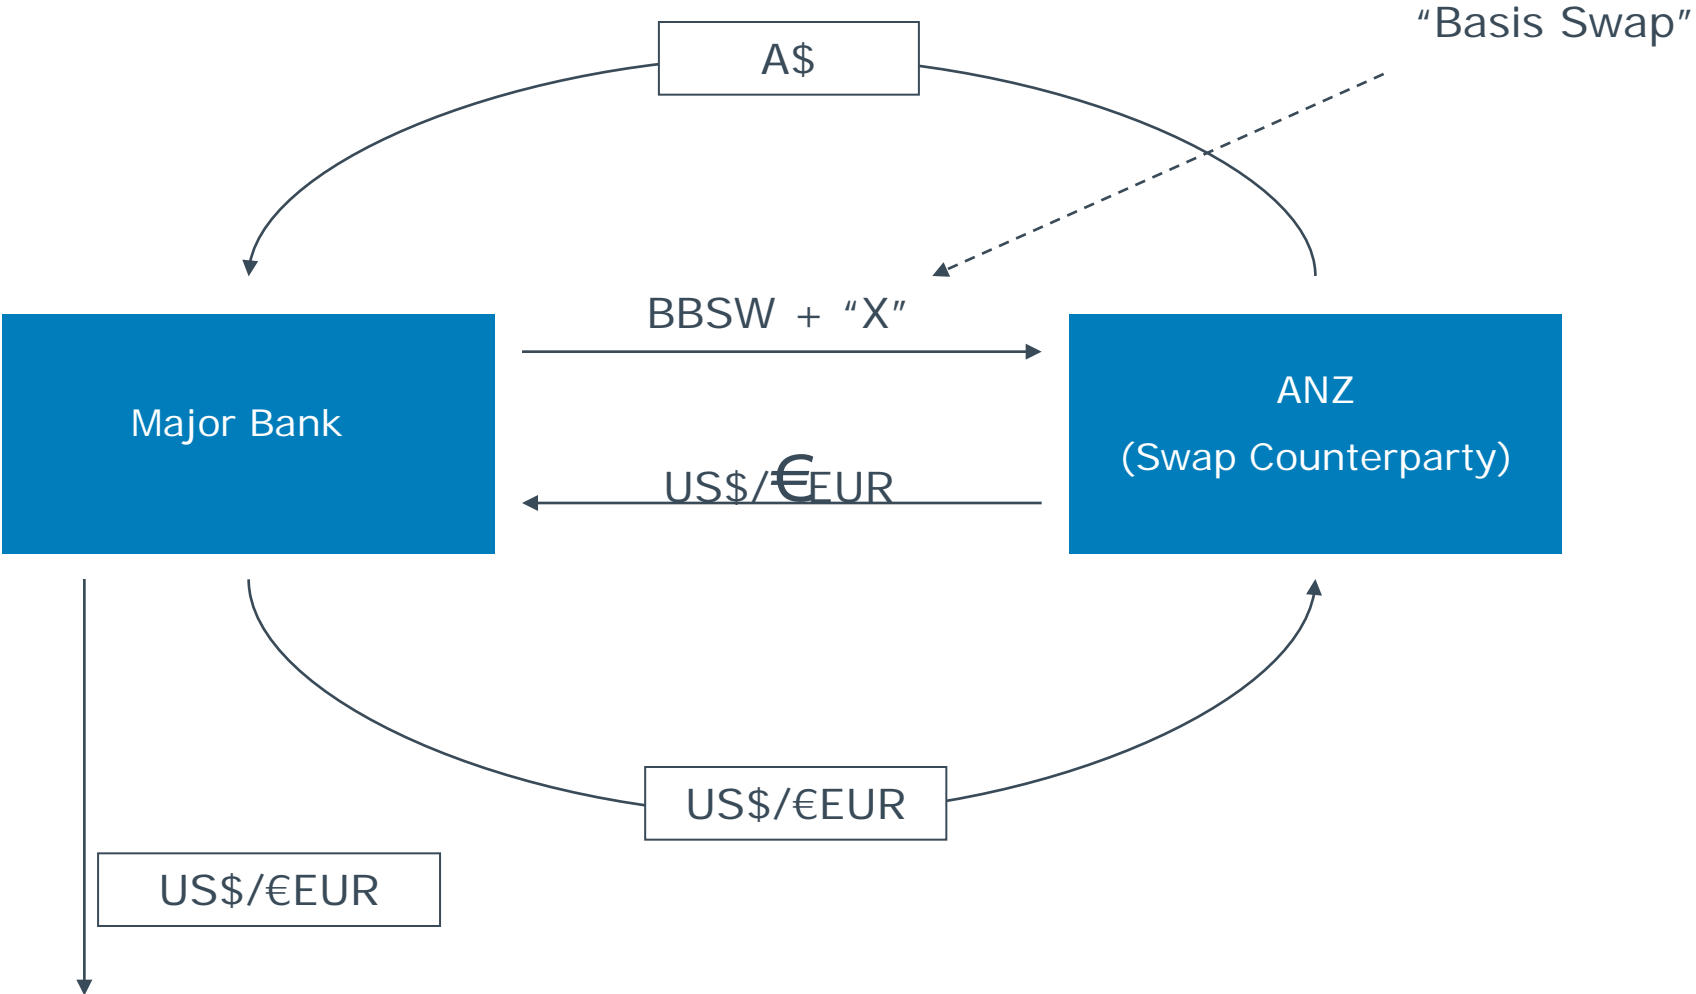 “Basis Swap”
A$
BBSW + “X”
Major Bank
ANZ
(Swap Counterparty)
US$/€EUR
US$/€EUR
US$/€EUR